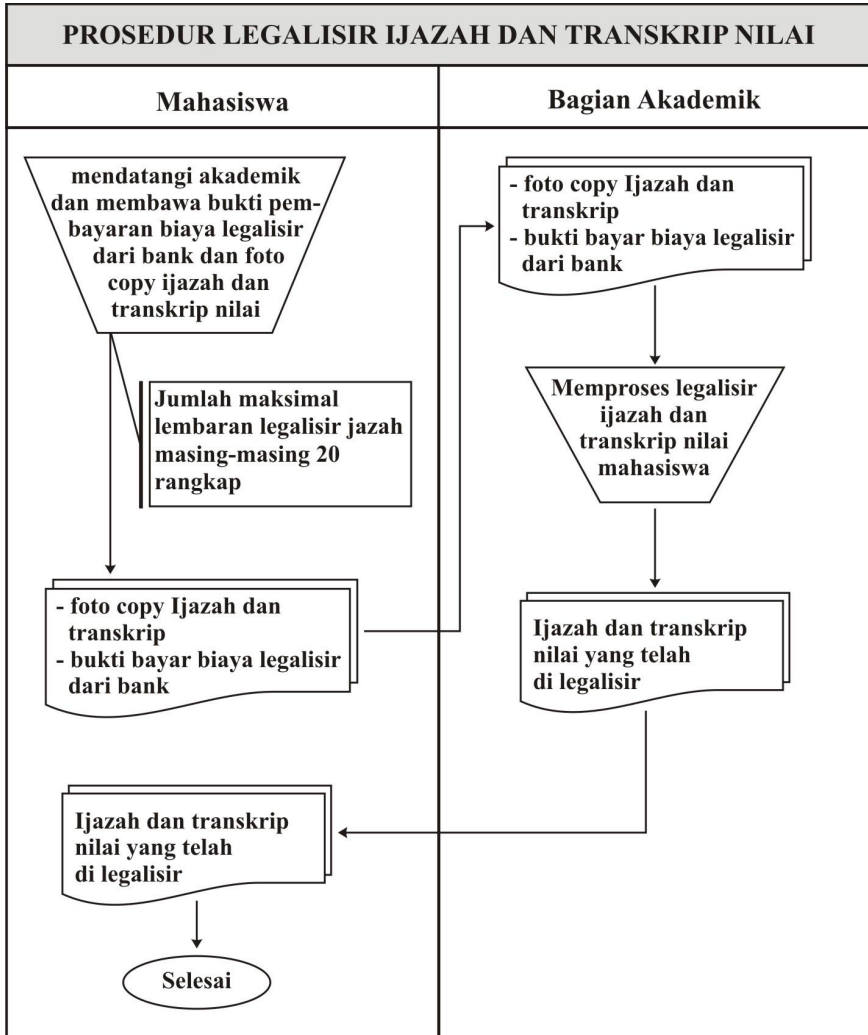 PROSEDUR LEGALISIR IJAZAH DAN TRANSKRIP NILAI
Mahasiswa
Bagian Akademik
mendatangi akademik
dan membawa bukti pem-
bayaran biaya legalisir
dari bank dan foto
copy ijazah dan
transkrip nilai
Jumlah maksimal
lembaran legalisir jazah
masing-masing 20
rangkap
- foto copy Ijazah dan
transkrip
- bukti bayar biaya legalisir
dari bank
- foto copy Ijazah dan
transkrip
- bukti bayar biaya legalisir
dari bank
Memproses legalisir
ijazah dan
transkrip nilai
mahasiswa
Ijazah dan transkrip
nilai yang telah
di legalisir
Ijazah dan transkrip
nilai yang telah
di legalisir
Selesai